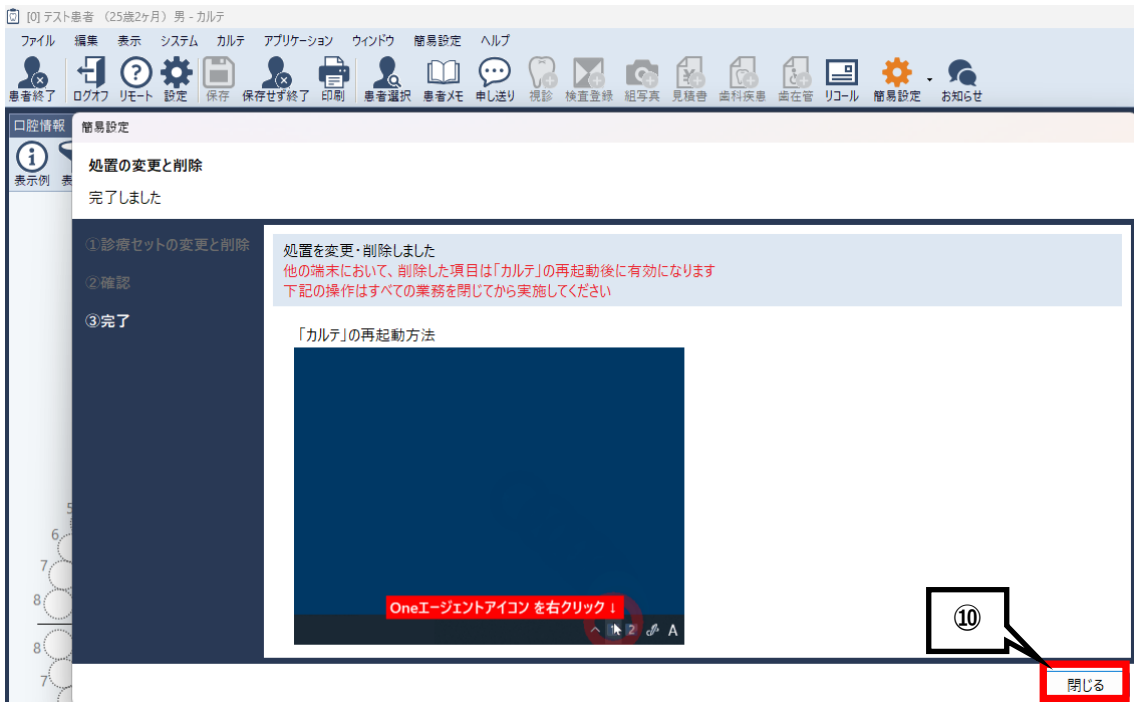 [0] テスト患者 （25歳2ヶ月）男 - カルテ
ファイル 編集 表示 システム カルテ アプリケーション ウィンドウ 簡易設定 ヘルプ
患者終了 ログオフ リモート 設定 保存 保存せず終了 印刷 患者選択 患者メモ 申し送り 視診 検査登録 組写真 見積書 歯科疾患 歯在管 リコール 簡易設定 お知らせ
口腔情報
表示例
簡易設定
処置の変更と削除
完了しました
①診療セットの変更と削除
②確認
③完了
処置を変更・削除しました
他の端末において、削除した項目は「カルテ」の再起動後に有効になります
下記の操作はすべての業務を閉じてから実施してください
「カルテ」の再起動方法
Oneエージェントアイコン を右クリック ↓
2 A
5
6
7
8
8
7
⑩
閉じる